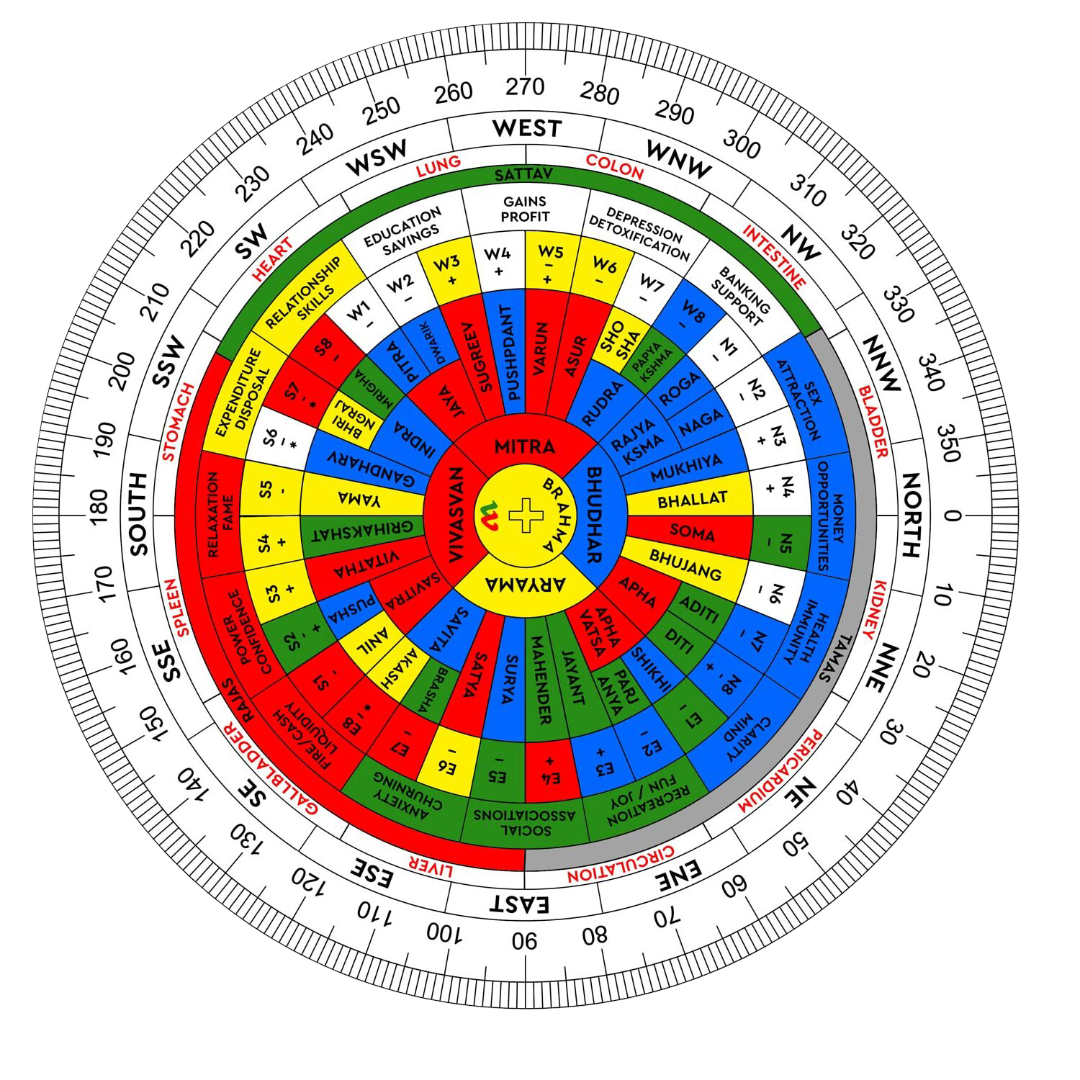 270
280
290
300
310
320
330
340
350
0
10
20
30
40
50
60
70
80
90
100
110
120
130
140
150
160
170
180
190
200
210
220
230
240
250
260
WEST
WNW
NW
NNW
NORTH
NNE
NE
ENE
EAST
ESE
SE
SSE
SOUTH
SSW
SW
WSW
LUNG
COLON
INTESTINE
BLADDER
KIDNEY
PERICARDIUM
CIRCULATION
LIVER
GALLBLADDER
SPLEEN
STOMACH
HEART
SATTAV
TAMAS
RAJAS
GAINS
PROFIT
DEPRESSION
DETOXIFICATION
BANKING
SUPPORT
SEX
ATTRACTION
MONEY
OPPORTUNITIES
HEALTH
IMMUNITY
CLARITY
MIND
RECREATION
FUN / JOY
SOCIAL
ASSOCIATIONS
ANXIETY
CHURNING
FIRE/CASH
LIQUIDITY
POWER
CONFIDENCE
RELAXATION
FAME
EXPENDITURE
DISPOSAL
RELATIONSHIP
SKILLS
EDUCATION
SAVINGS
W4
+
W5
–
+
W6
–
W7
–
W8
–
N1
–
N2
–
N3
+
N4
+
N5
–
N6
–
N7
–
N8
- +
E1
–
E2
–
E3
+
E4
+
E5
–
E6
–
E7
–
E8
– *
S1
-
S2
- +
S3
+
S4
+
S5
-
S6
– *
S7
- *
S8
-
W1
–
W2
–
W3
+
PUSHPDANT
VARUN
ASUR
SHO
SHA
PAPYA
KSHMA
ROGA
NAGA
MUKHIYA
BHALLAT
SOMA
BHUJANG
ADITI
DITI
SHIKHI
PARJ
ANYA
JAYANT
MAHENDER
SURYA
SATYA
BRASHA
AKASH
ANIL
PUSHA
VITATHA
GRIHAKSHAT
YAMA
GANDHARV
BHRI
NGRAJ
MRIGHA
PITRA
DWARIK
SUGREEV
RUDRA
RAJYA
KSMA
APHA
APHA
VATSA
SAVITA
SAVITRA
INDRA
JAYA
MITRA
BHUDHAR
ARYAMA
VIVASVAN
BRAHMA